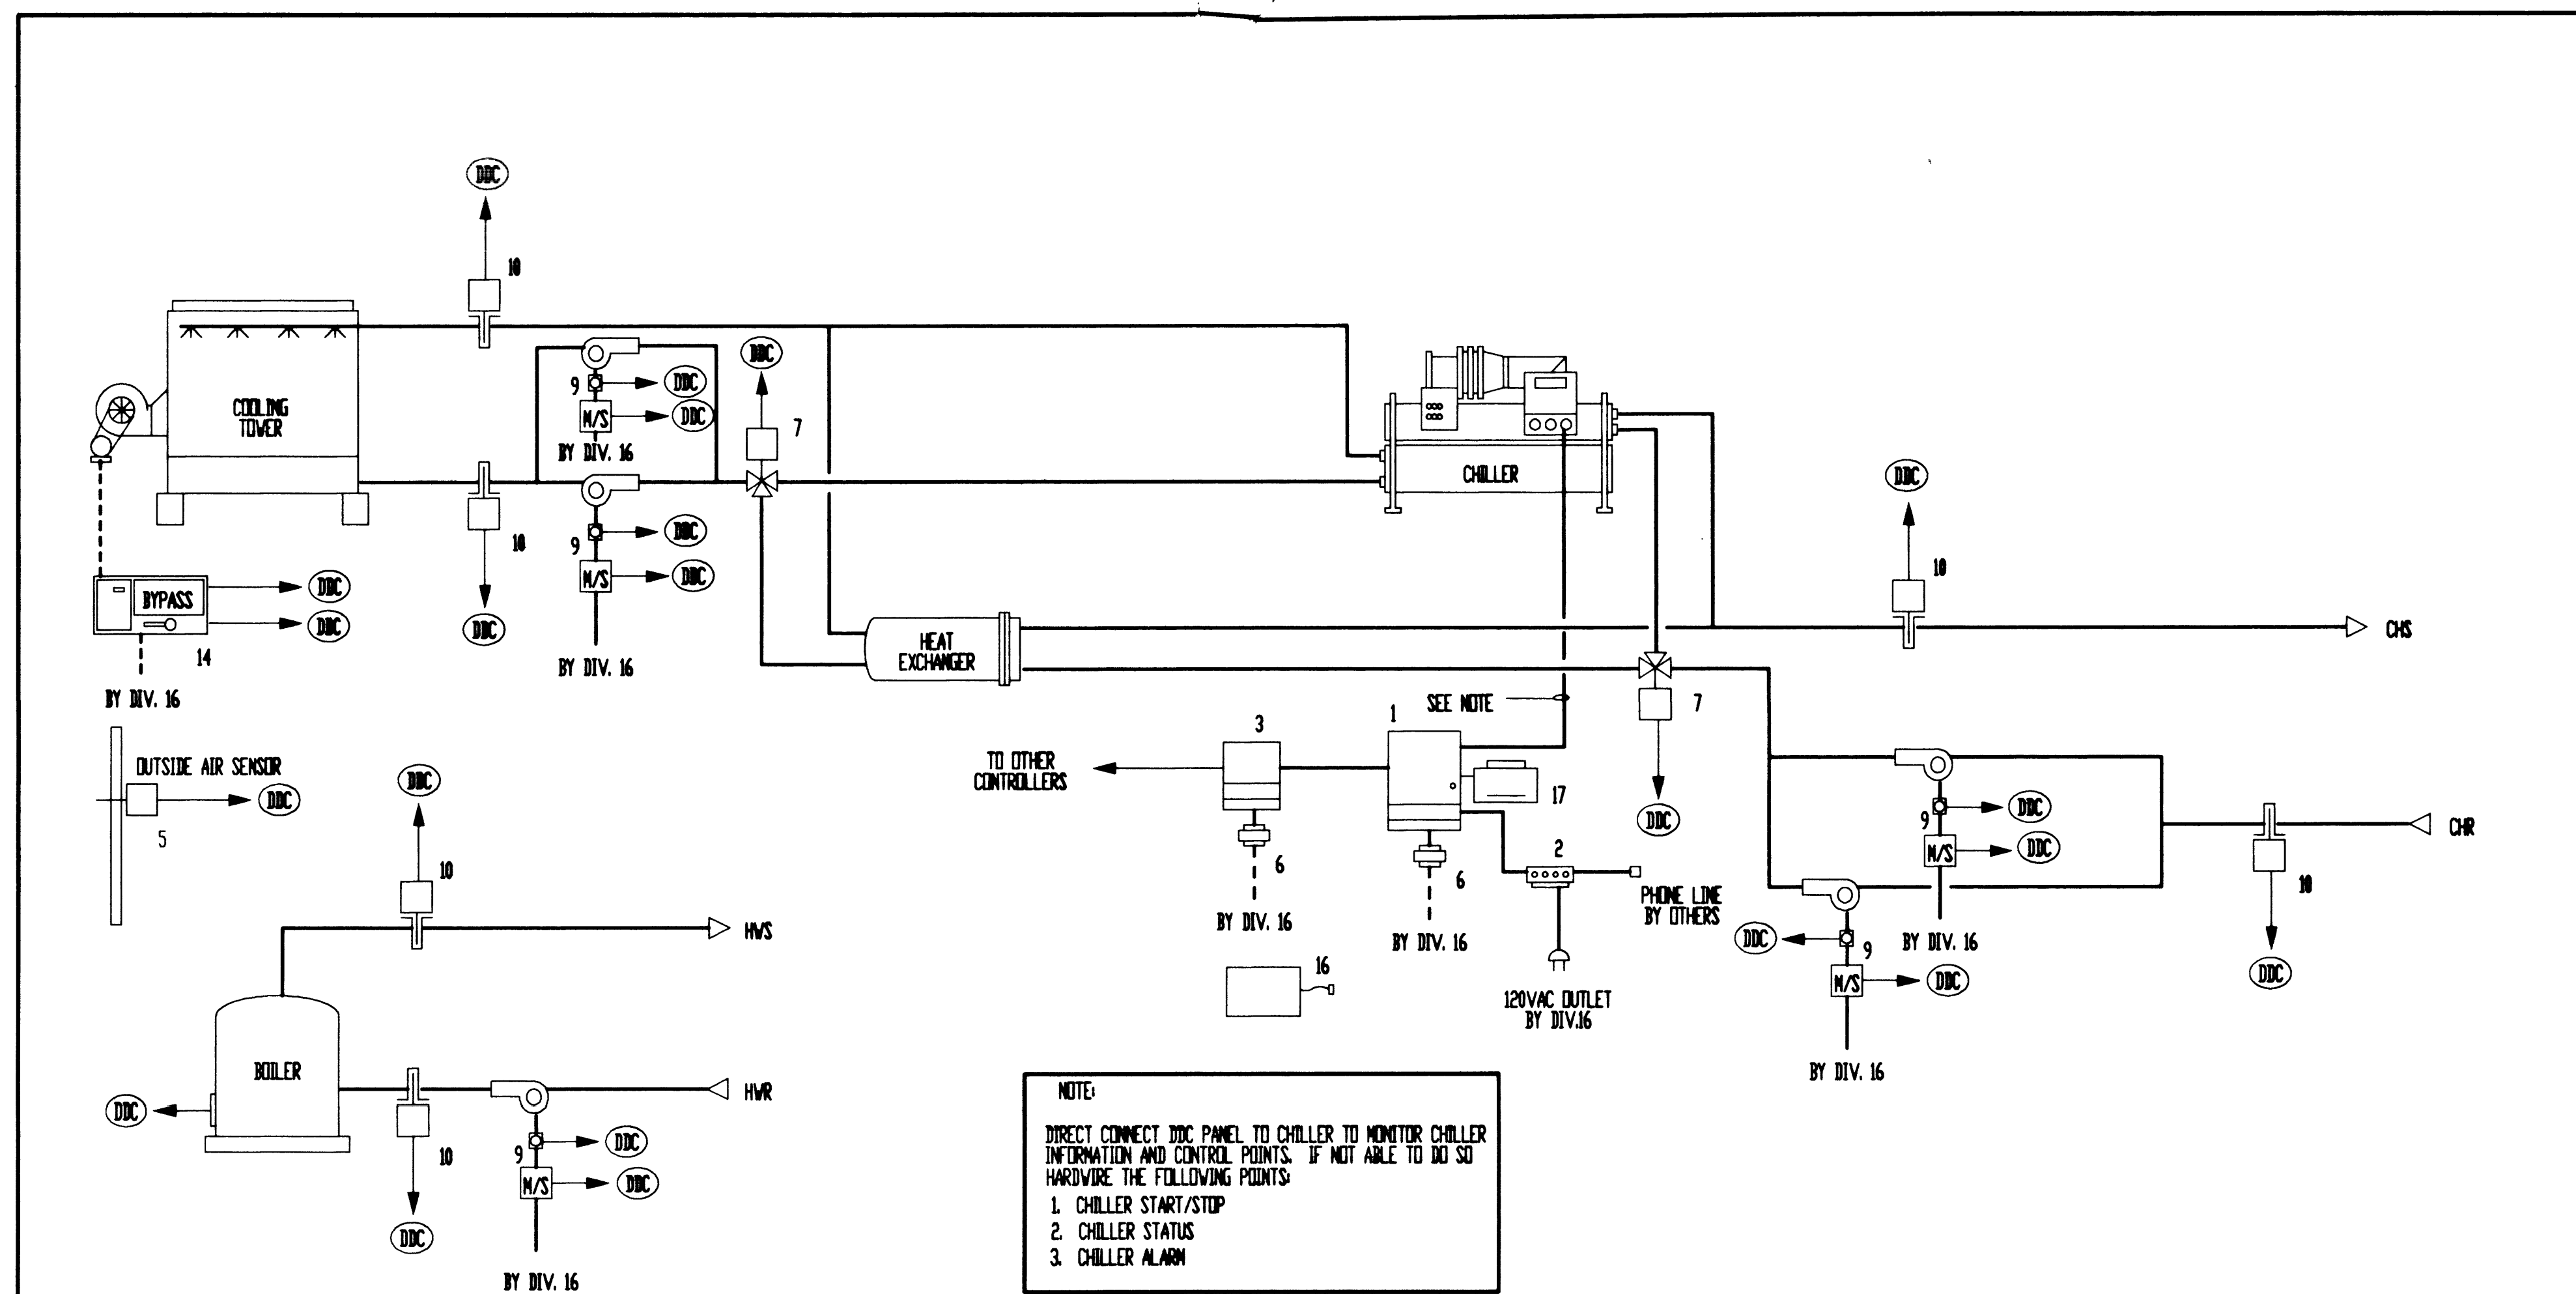 DDC
10
DDC
9
DDC
M/S
DDC
BY DIV. 16
7
COOLING
TOWER
CHILLER
DDC
10
DDC
9
DDC
M/S
DDC
BY DIV. 16
10
DDC
BYPASS
DDC
DDC
14
BY DIV. 16
HEAT
EXCHANGER
CHS
SEE NOTE
7
DDC
OUTSIDE AIR SENSOR
DDC
5
TO OTHER
CONTROLLERS
3
1
17
6
BY DIV. 16
6
BY DIV. 16
2
PHONE LINE
BY OTHERS
120VAC OUTLET
BY DIV.16
16
9
DDC
M/S
DDC
BY DIV. 16
DDC
9
M/S
DDC
BY DIV. 16
CHR
10
DDC
DDC
10
HWS
BOILER
DDC
HWR
10
DDC
9
DDC
M/S
DDC
BY DIV. 16
NOTE:
DIRECT CONNECT DDC PANEL TO CHILLER TO MONITOR CHILLER
INFORMATION AND CONTROL POINTS. IF NOT ABLE TO DO SO
HARDWIRE THE FOLLOWING POINTS:
1. CHILLER START/STOP
2. CHILLER STATUS
3. CHILLER ALARM